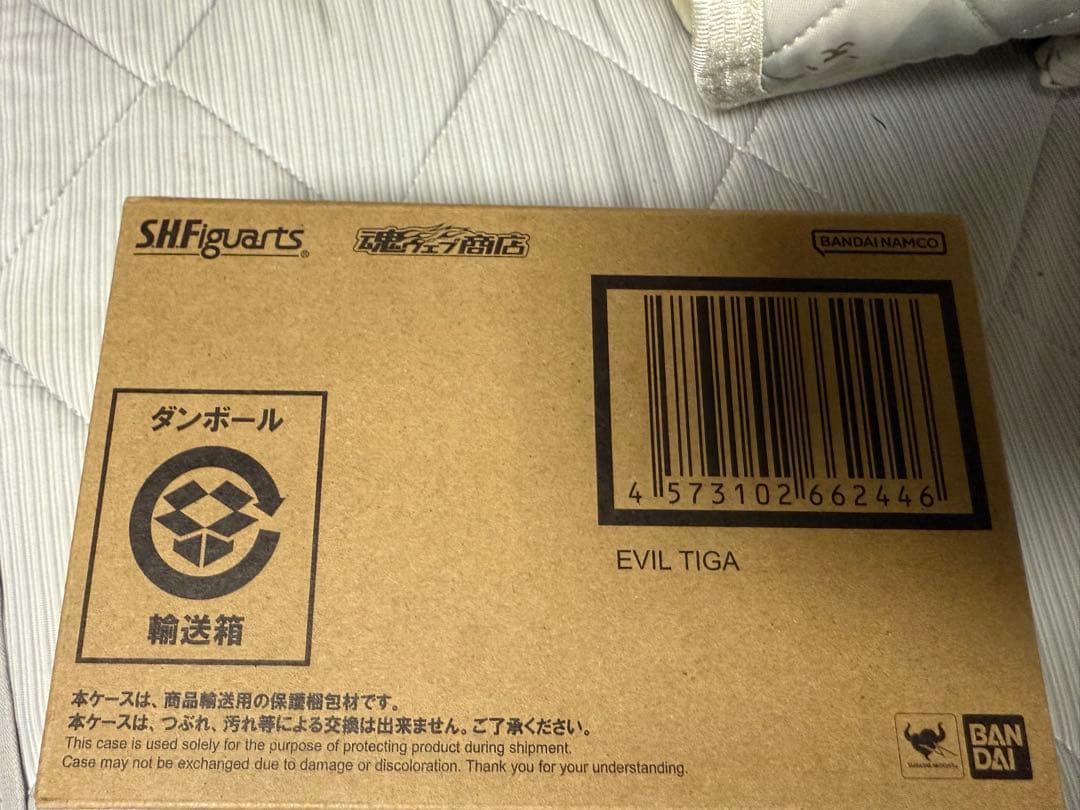 S.H.Figuarts®
魂ウェブ商店
BANDAI NAMCO
ダンボール
輸送箱
4 573102 662446
EVIL TIGA
本ケースは、商品輸送用の保護梱包材です。
本ケースは、つぶれ、汚れ等による交換は出来ません。ご了承ください。
This case is used solely for the purpose of protecting product during shipment.
Case may not be exchanged due to damage or discoloration. Thank you for your understanding.
BAN
DAI